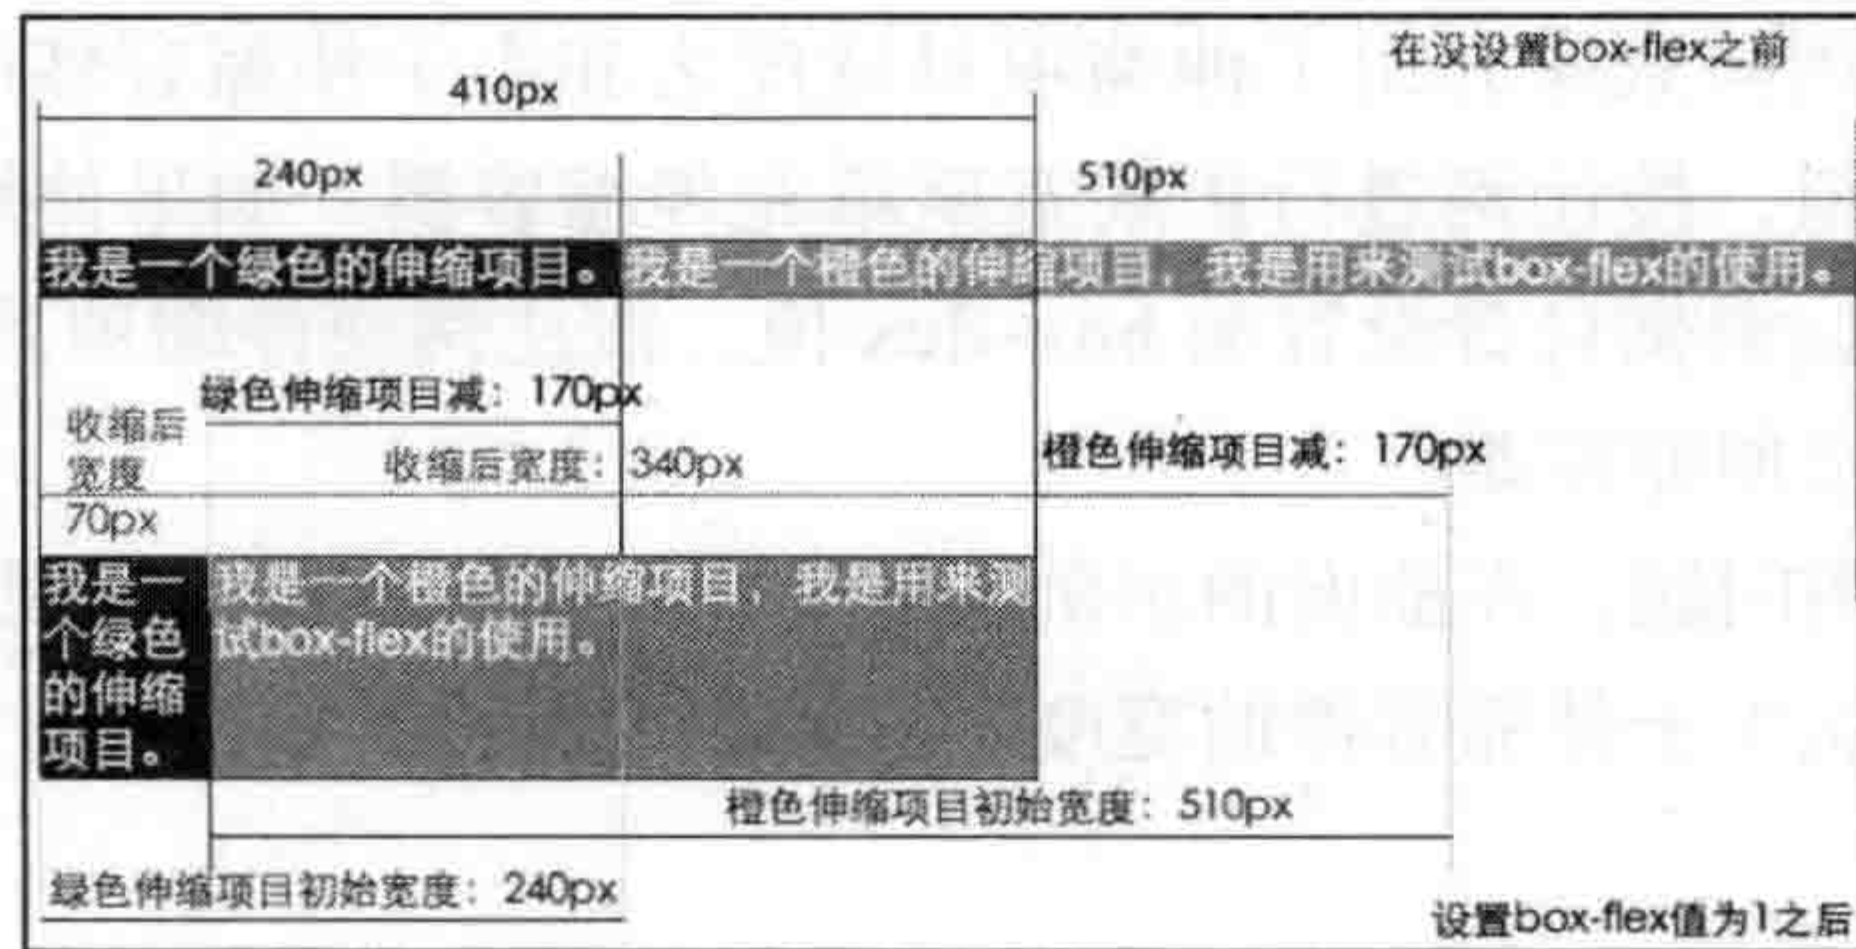 在没设置box-flex之前
410px
240px
510px
我是一个绿色的伸缩项目。
我是一个橙色的伸缩项目，我是用来测试box-flex的使用。
绿色伸缩项目减：170px
收缩后
宽度
70px
收缩后宽度：340px
橙色伸缩项目减：170px
我是一
个绿色
的伸缩
项目。
我是一个橙色的伸缩项目，我是用来测
试box-flex的使用。
橙色伸缩项目初始宽度：510px
绿色伸缩项目初始宽度：240px
设置box-flex值为1之后